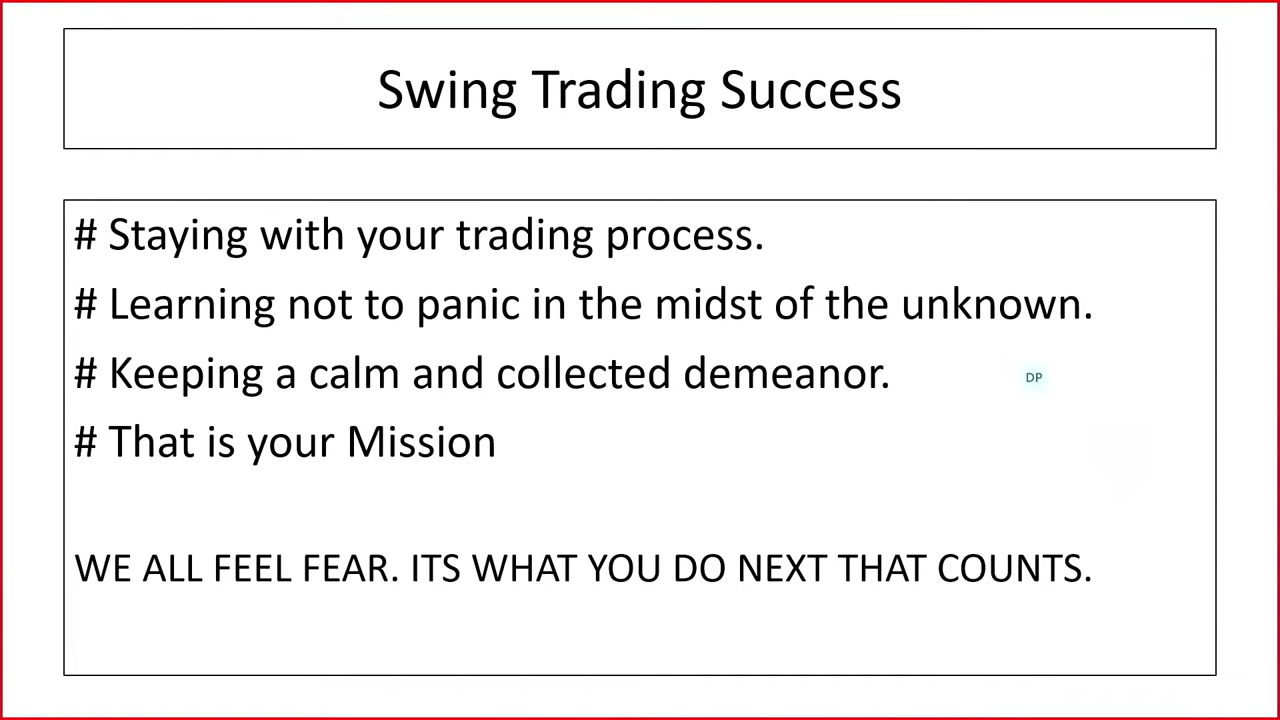 Swing Trading Success
# Staying with your trading process.
# Learning not to panic in the midst of the unknown.
# Keeping a calm and collected demeanor.
DP
# That is your Mission
WE ALL FEEL FEAR. ITS WHAT YOU DO NEXT THAT COUNTS.